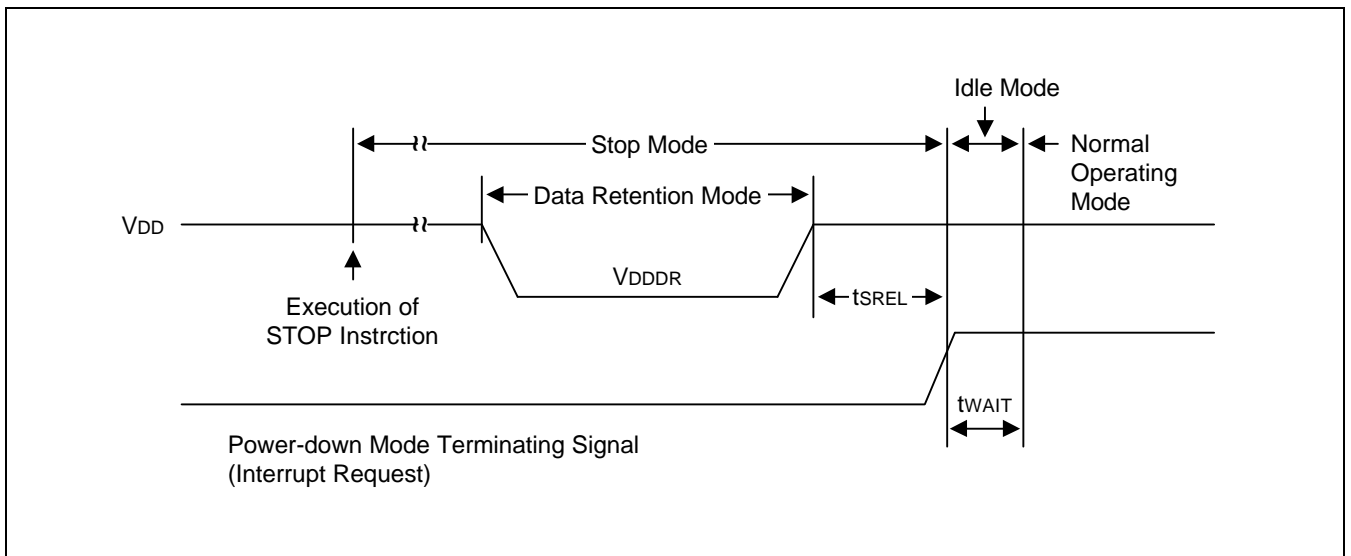 Idle Mode
Stop Mode
Normal
Operating
Mode
Data Retention Mode
VDD
VDDDR
tSREL
Execution of
STOP Instrction
tWAIT
Power-down Mode Terminating Signal
(Interrupt Request)